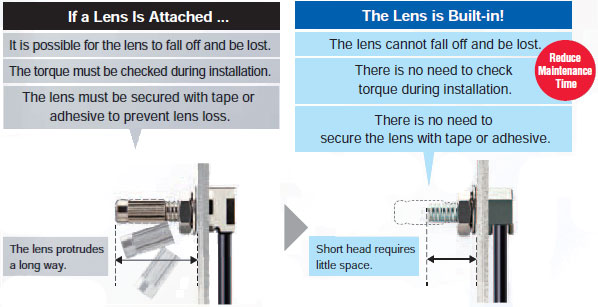 If a Lens Is Attached ...
It is possible for the lens to fall off and be lost.
The torque must be checked during installation.
The lens must be secured with tape or
adhesive to prevent lens loss.
The lens protrudes
a long way.
The Lens is Built-in!
The lens cannot fall off and be lost.
There is no need to check
torque during installation.
There is no need to
secure the lens with tape or adhesive.
Reduce
Maintenance
Time
Short head requires
little space.